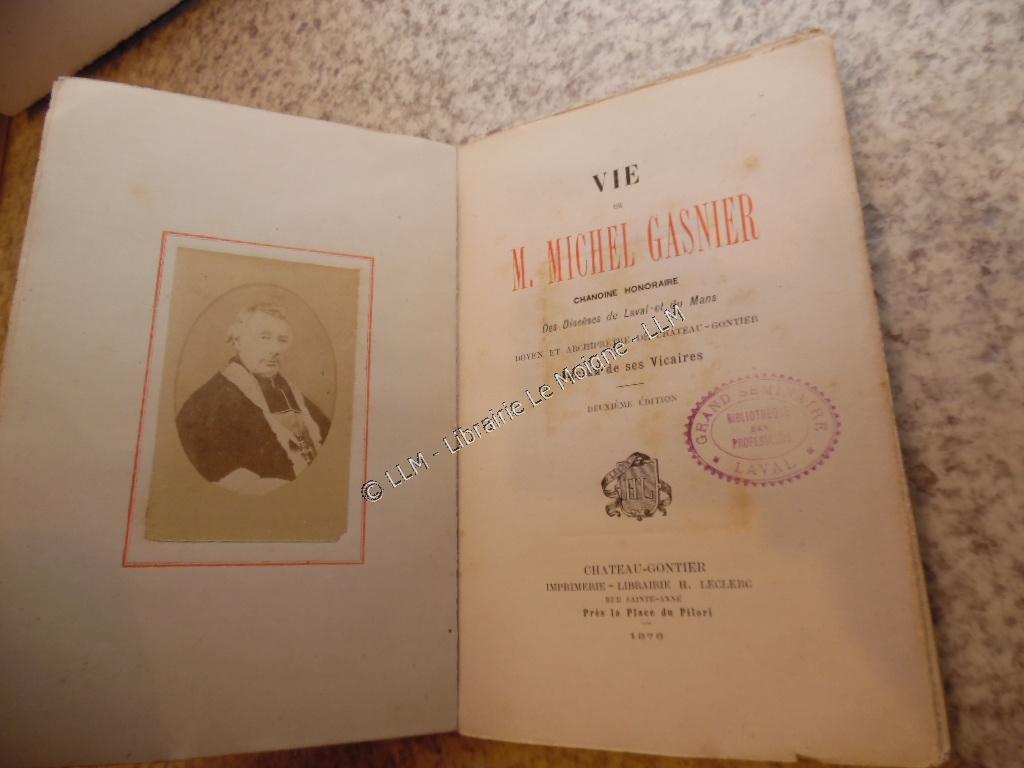 VIE
DE
M. MICHEL GASNIER
CHANOINE HONORAIRE
Des Diocèses de Laval et du Mans
DOYEN ET ARCHIPRÊTRE DE CHATEAU-GONTIER
de ses Vicaires
DEUXIÈME ÉDITION
GRAND SÉMINAIRE
BIBLIOTHÈQUE
DES
PROFESSEURS
LAVAL
CHATEAU-GONTIER
IMPRIMERIE-LIBRAIRIE H. LECLERC
RUE SAINTE-ANNE
Près la Place du Pilori
1878
© LLM - Librairie Le Moigne - LLM